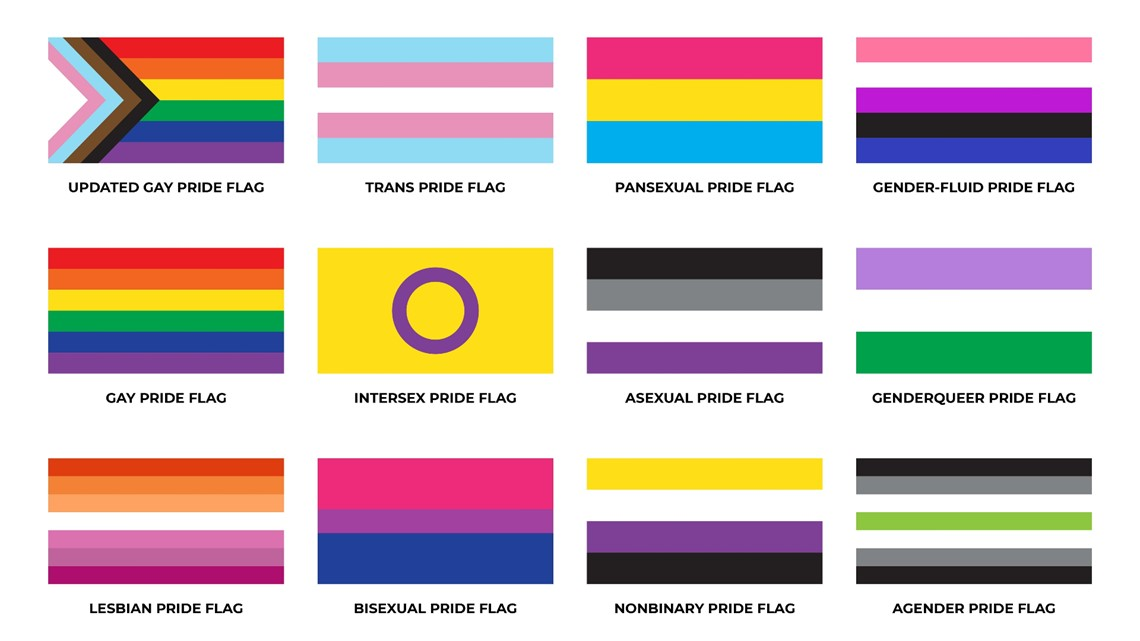 UPDATED GAY PRIDE FLAG
TRANS PRIDE FLAG
PANSEXUAL PRIDE FLAG
GENDER-FLUID PRIDE FLAG
GAY PRIDE FLAG
INTERSEX PRIDE FLAG
ASEXUAL PRIDE FLAG
GENDERQUEER PRIDE FLAG
LESBIAN PRIDE FLAG
BISEXUAL PRIDE FLAG
NONBINARY PRIDE FLAG
AGENDER PRIDE FLAG